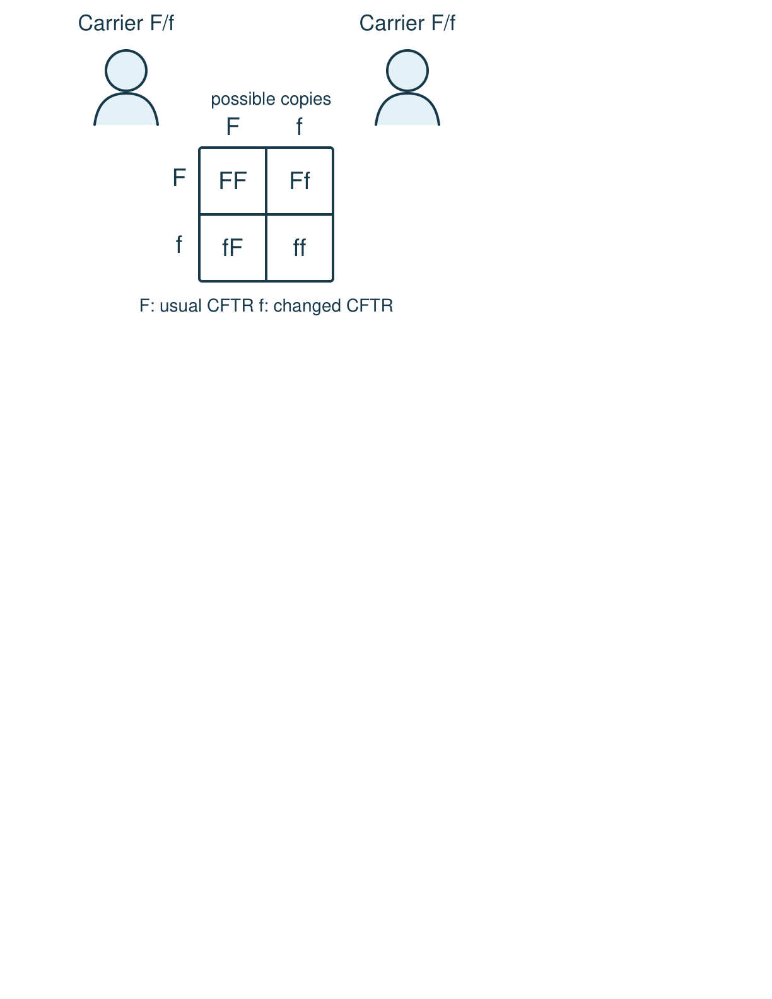 Carrier F/f
Carrier F/f
possible copies
F f
F FF Ff
f fF ff
F: usual CFTR f: changed CFTR